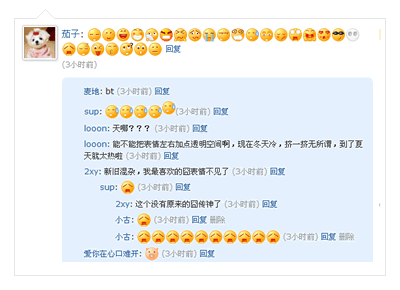 茄子:
回复
(3小时前)
麦地: bt (3小时前) 回复
sup: (3小时前) 回复
looon: 天哪？？？ (3小时前) 回复
looon: 能不能把表情左右加点透明空间啊，现在冬天冷，挤一挤无所谓，到了夏
天就太热啦 (3小时前) 回复
2xy: 新旧混杂，我最喜欢的囧表情不见了 (3小时前) 回复
sup: (3小时前) 回复
2xy: 这个没有原来的囧传神了 (3小时前) 回复
小古: (3小时前) 回复 删除
小古: (3小时前) 回复 删除
爱你在心口难开: (3小时前) 回复